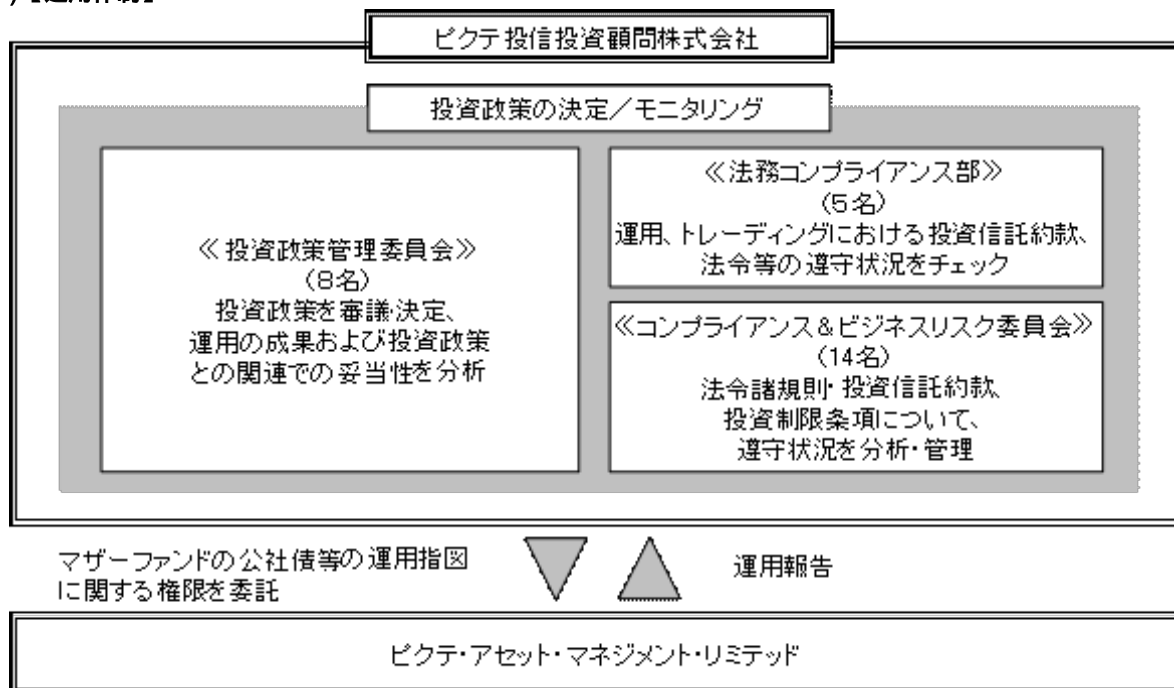 )【運用体制】
ピクテ投信投資顧問株式会社
投資政策の決定／モニタリング
≪投資政策管理委員会≫
(8名)
投資政策を審議・決定、
運用の成果および投資政策
との関連での妥当性を分析
≪法務コンプライアンス部≫
(5名)
運用、トレーディングにおける投資信託約款、
法令等の遵守状況をチェック
≪コンプライアンス＆ビジネスリスク委員会≫
(14名)
法令諸規則・投資信託約款、
投資制限条項について、
遵守状況を分析・管理
マザーファンドの公社債等の運用指図
に関する権限を委託
運用報告
ピクテ・アセット・マネジメント・リミテッド